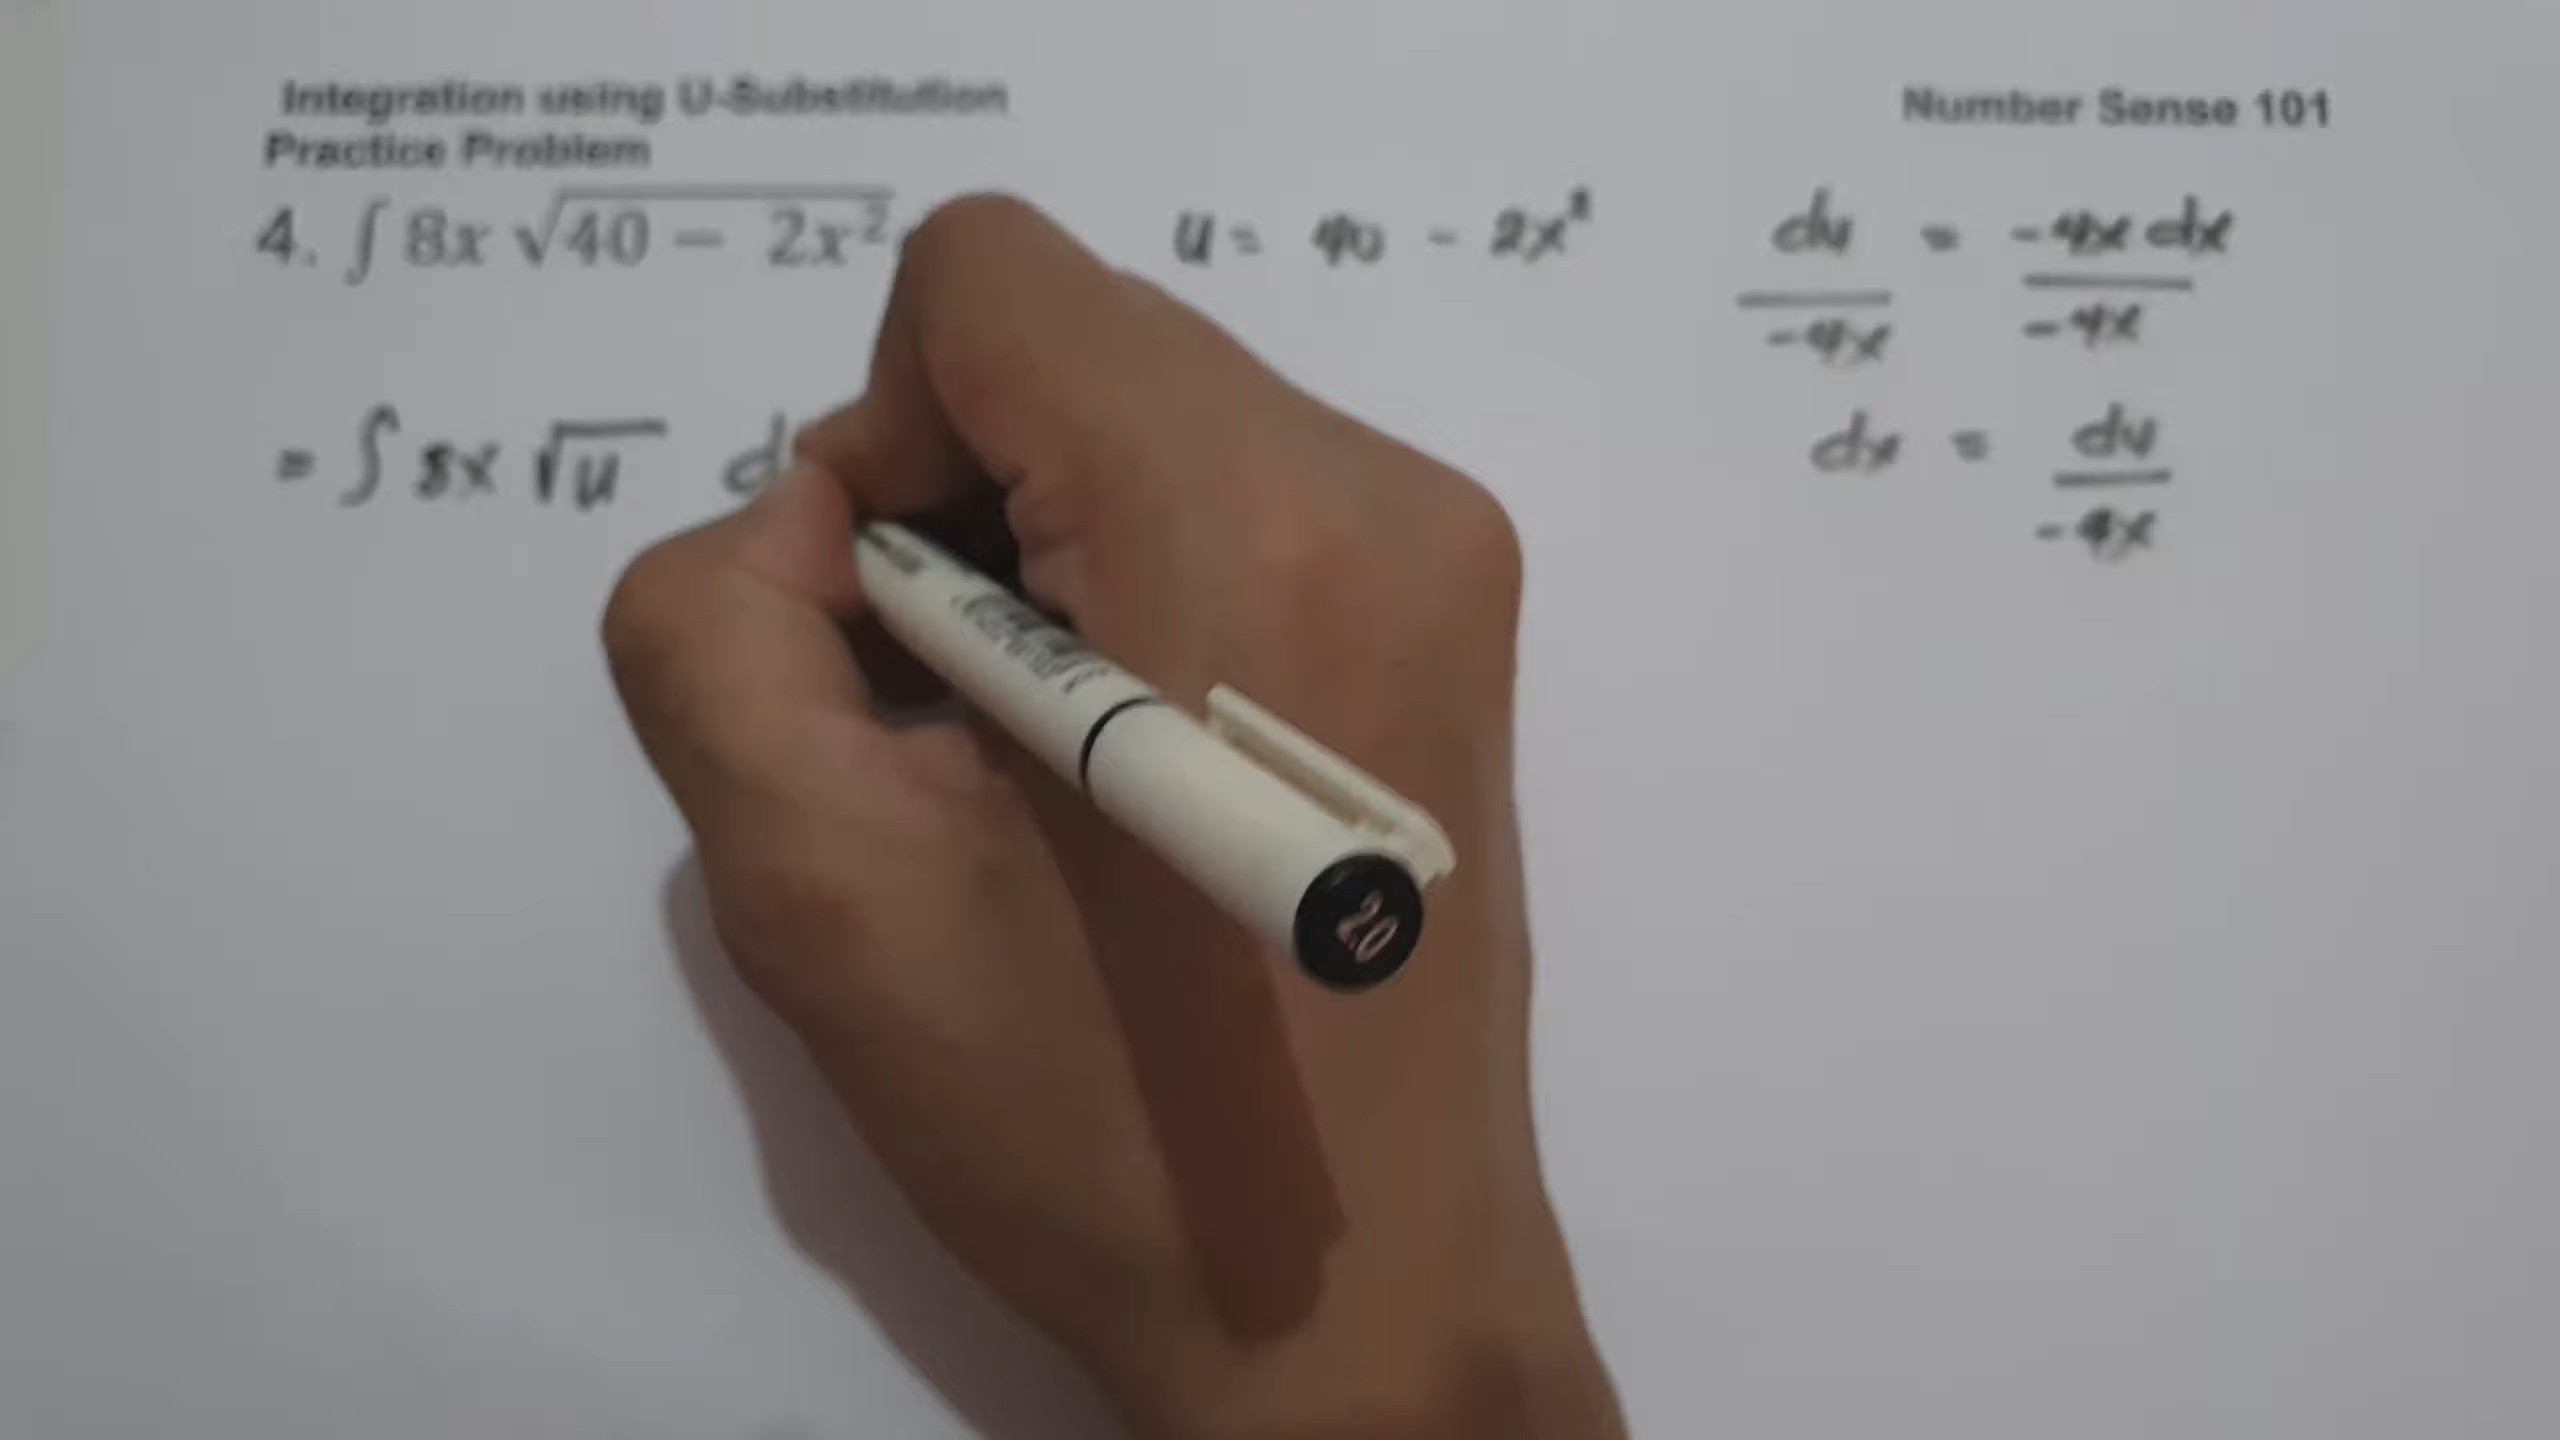 Integration using U-Substitution
Number Sense 101
Practice Problem
4. ∫ 8x √(40 − 2x²)
u = 40 - 2x²
du/-4x = -4x dx/-4x
= ∫ 8x √u d
dx = du/-4x
20